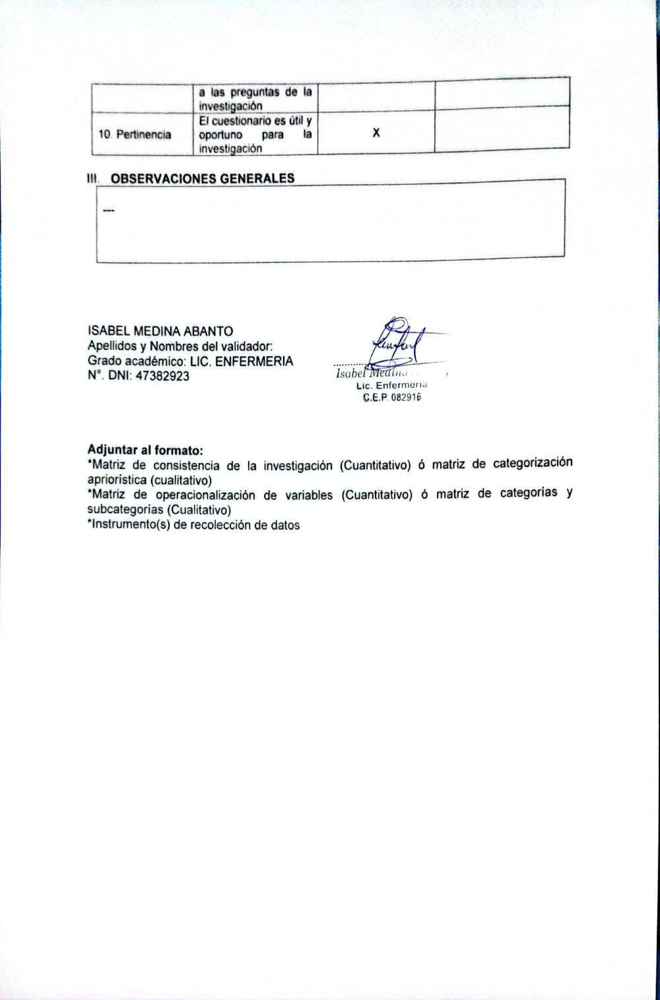 a las preguntas de la
investigación
10. Pertinencia
El cuestionario es útil y
oportuno para la
investigación
X
III. OBSERVACIONES GENERALES
---
ISABEL MEDINA ABANTO
Apellidos y Nombres del validador:
Grado académico: LIC. ENFERMERIA
N°. DNI: 47382923
Isabel Medina
Lic. Enfermeria
C.E.P. 082916
Adjuntar al formato:
*Matriz de consistencia de la investigación (Cuantitativo) ó matriz de categorización
apriorística (cualitativo)
*Matriz de operacionalización de variables (Cuantitativo) ó matriz de categorías y
subcategorías (Cualitativo)
*Instrumento(s) de recolección de datos